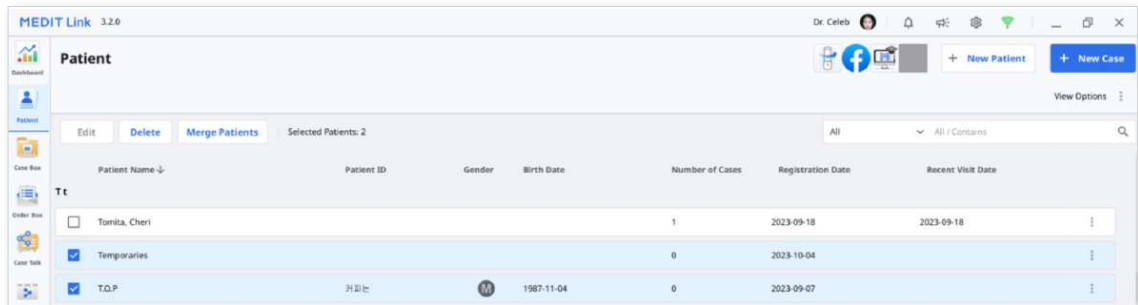 MEDIT Link 3.2.0 Dr. Celeb
Dashboard
Patient + New Patient + New Case
View Options
Patient
Edit Delete Merge Patients Selected Patients: 2 All All / Contains
Case Box
Patient Name Patient ID Gender Birth Date Number of Cases Registration Date Recent Visit Date
T t
Order Box
Tomita, Cheri 1 2023-09-18 2023-09-18
Case Talk
Temporaries 0 2023-10-04
T.O.P 커피는 M 1987-11-04 0 2023-09-07